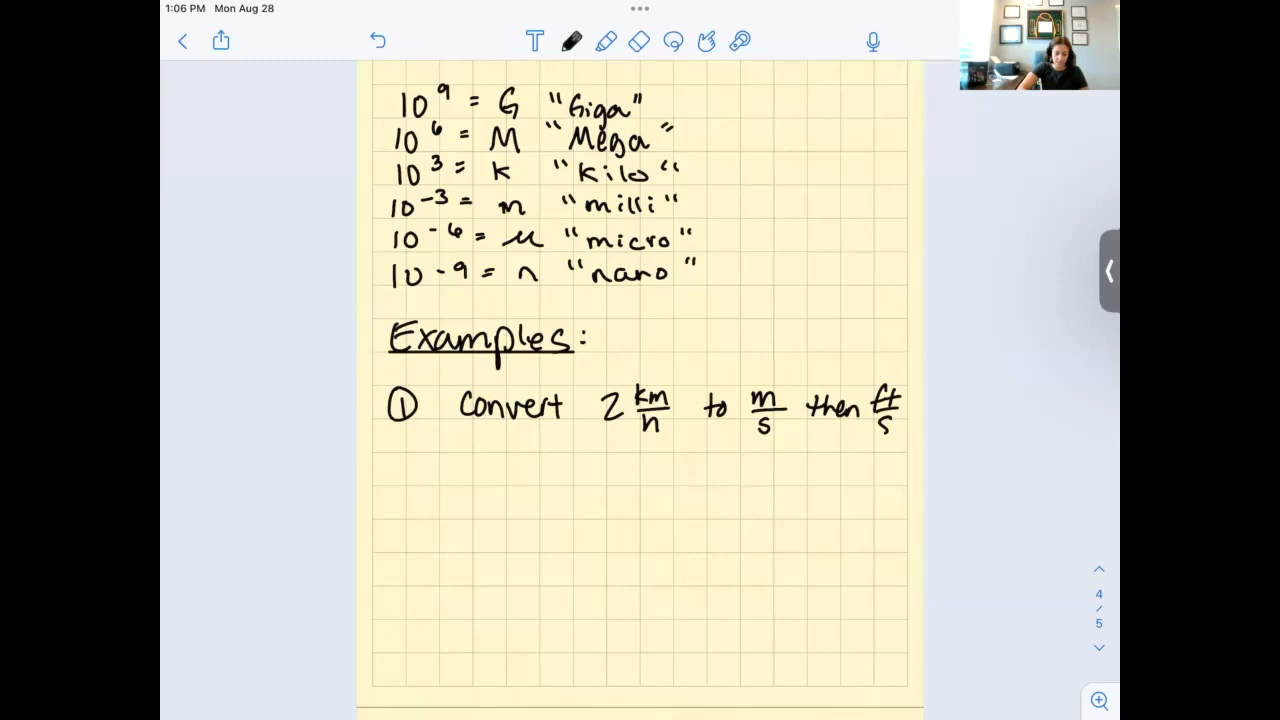 1:06 PM Mon Aug 28
10⁹ = G "Giga"
10⁶ = M "Mega"
10³ = k "kilo"
10⁻³ = m "milli"
10⁻⁶ = μ "micro"
10⁻⁹ = n "nano"
Examples:
① Convert 2 km/h to m/s then ft/s
4
/
5